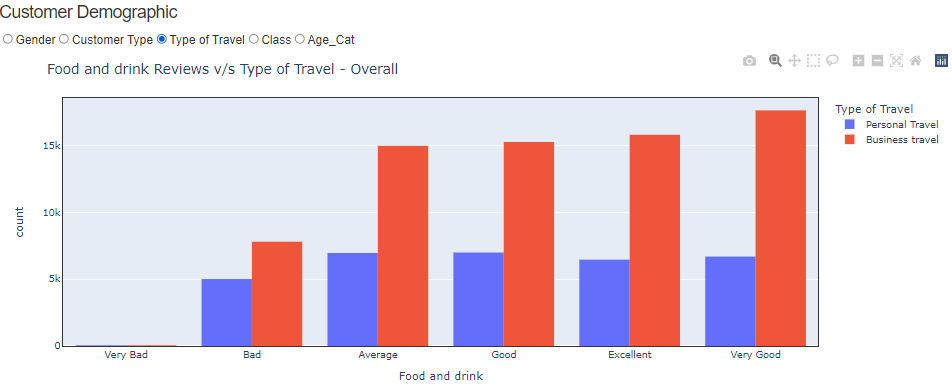 Customer Demographic
Gender Customer Type Type of Travel Class Age_Cat
Food and drink Reviews v/s Type of Travel - Overall
Type of Travel
Personal Travel
Business travel
15k
10k
5k
0
count
Very Bad Bad Average Good Excellent Very Good
Food and drink